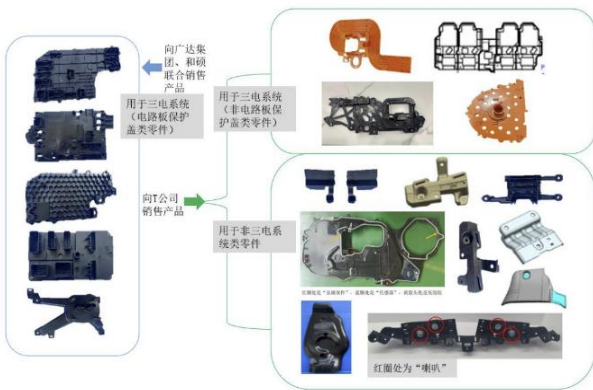 向广达集
团、和硕
联合销售
产品
用于三电系统
(电路板保护
盖类零件)
用于三电系统
(非电路板保
护盖类零件)
向T公司
销售产品
用于非三电系
统类零件
红圈处为“喇叭”